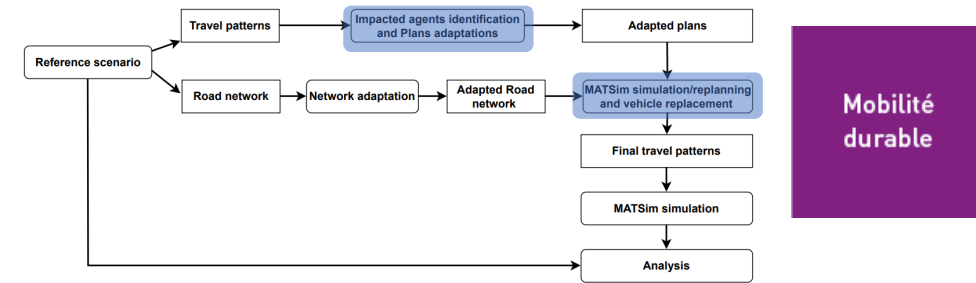 Travel patterns
Impacted agents identification
and Plans adaptations
Adapted plans
Reference scenario
Road network
Network adaptation
Adapted Road
network
MATSim simulation/replanning
and vehicle replacement
Final travel patterns
MATSim simulation
Analysis
Mobilité
durable